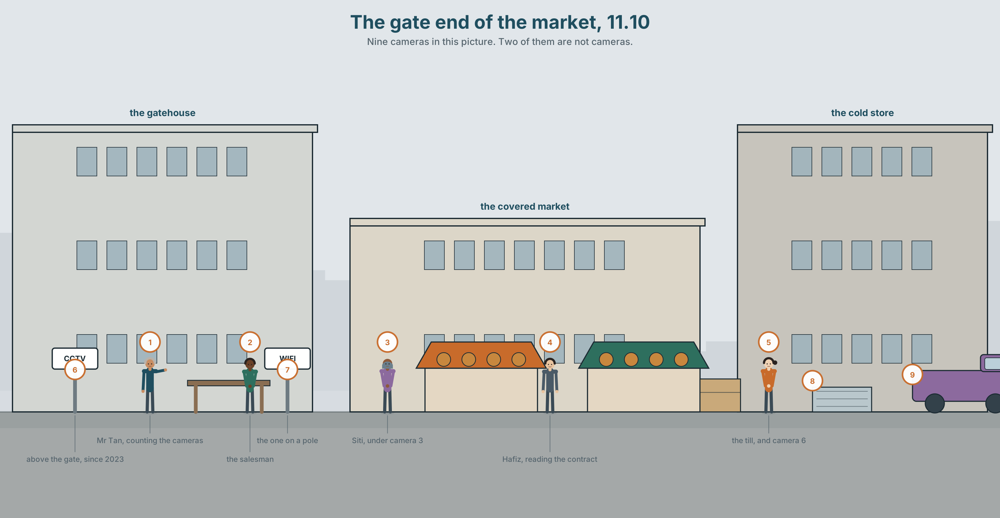 The gate end of the market, 11.10
Nine cameras in this picture. Two of them are not cameras.
the gatehouse
the cold store
the covered market
1
2
3
4
5
CCTV
WIFI
6
7
9
8
Mr Tan, counting the cameras
the one on a pole
Siti, under camera 3
the till, and camera 6
above the gate, since 2023
the salesman
Hafiz, reading the contract